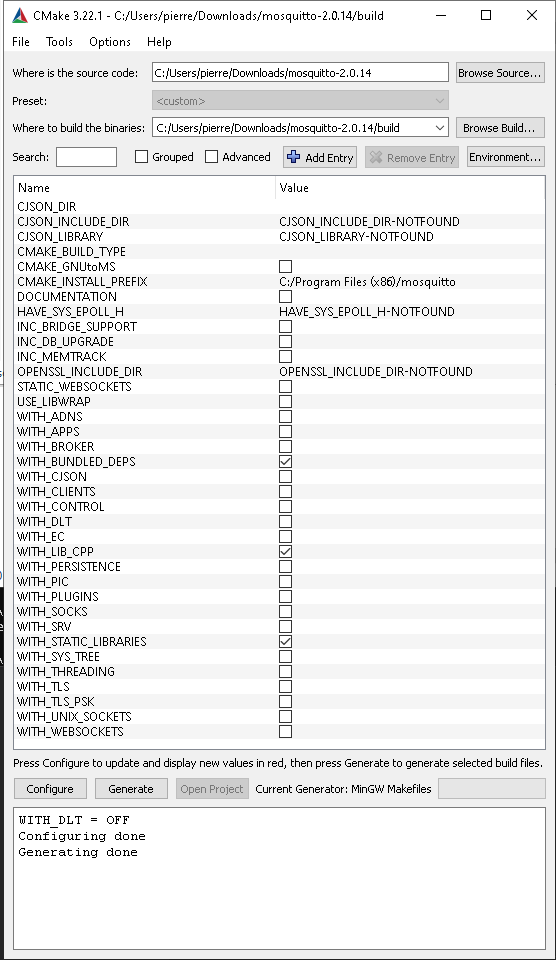 CMake 3.22.1 - C:/Users/pierre/Downloads/mosquitto-2.0.14/build
File Tools Options Help
Where is the source code: C:/Users/pierre/Downloads/mosquitto-2.0.14 Browse Source...
Preset: <custom>
Where to build the binaries: C:/Users/pierre/Downloads/mosquitto-2.0.14/build Browse Build...
Search: Grouped Advanced Add Entry Remove Entry Environment...
Name Value
CJSON_DIR
CJSON_INCLUDE_DIR CJSON_INCLUDE_DIR-NOTFOUND
CJSON_LIBRARY CJSON_LIBRARY-NOTFOUND
CMAKE_BUILD_TYPE
CMAKE_GNUtoMS
CMAKE_INSTALL_PREFIX C:/Program Files (x86)/mosquitto
DOCUMENTATION
HAVE_SYS_EPOLL_H HAVE_SYS_EPOLL_H-NOTFOUND
INC_BRIDGE_SUPPORT
INC_DB_UPGRADE
INC_MEMTRACK
OPENSSL_INCLUDE_DIR OPENSSL_INCLUDE_DIR-NOTFOUND
STATIC_WEBSOCKETS
USE_LIBWRAP
WITH_ADNS
WITH_APPS
WITH_BROKER
WITH_BUNDLED_DEPS
WITH_CJSON
WITH_CLIENTS
WITH_CONTROL
WITH_DLT
WITH_EC
WITH_LIB_CPP
WITH_PERSISTENCE
WITH_PIC
WITH_PLUGINS
WITH_SOCKS
WITH_SRV
WITH_STATIC_LIBRARIES
WITH_SYS_TREE
WITH_THREADING
WITH_TLS
WITH_TLS_PSK
WITH_UNIX_SOCKETS
WITH_WEBSOCKETS
Press Configure to update and display new values in red, then press Generate to generate selected build files.
Configure Generate Open Project Current Generator: MinGW Makefiles
WITH_DLT = OFF
Configuring done
Generating done